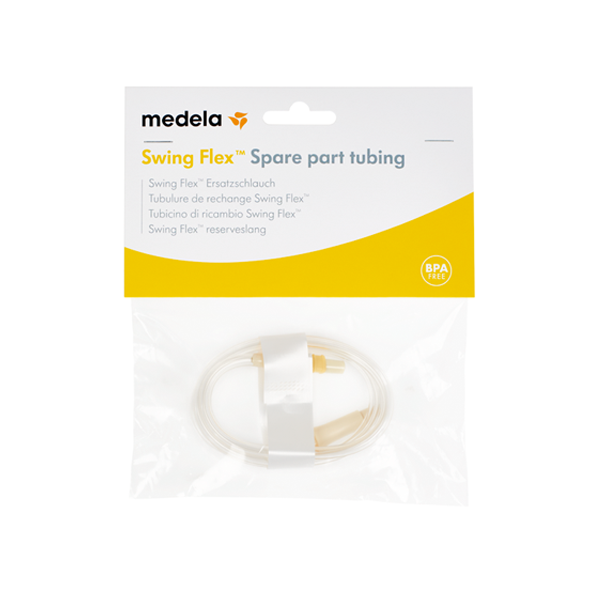 medela
Swing Flex™ Spare part tubing
Swing Flex™ Ersatzschlauch
Tubulure de rechange Swing Flex™
Tubicino di ricambio Swing Flex™
Swing Flex™ reserveslang
BPA
FREE